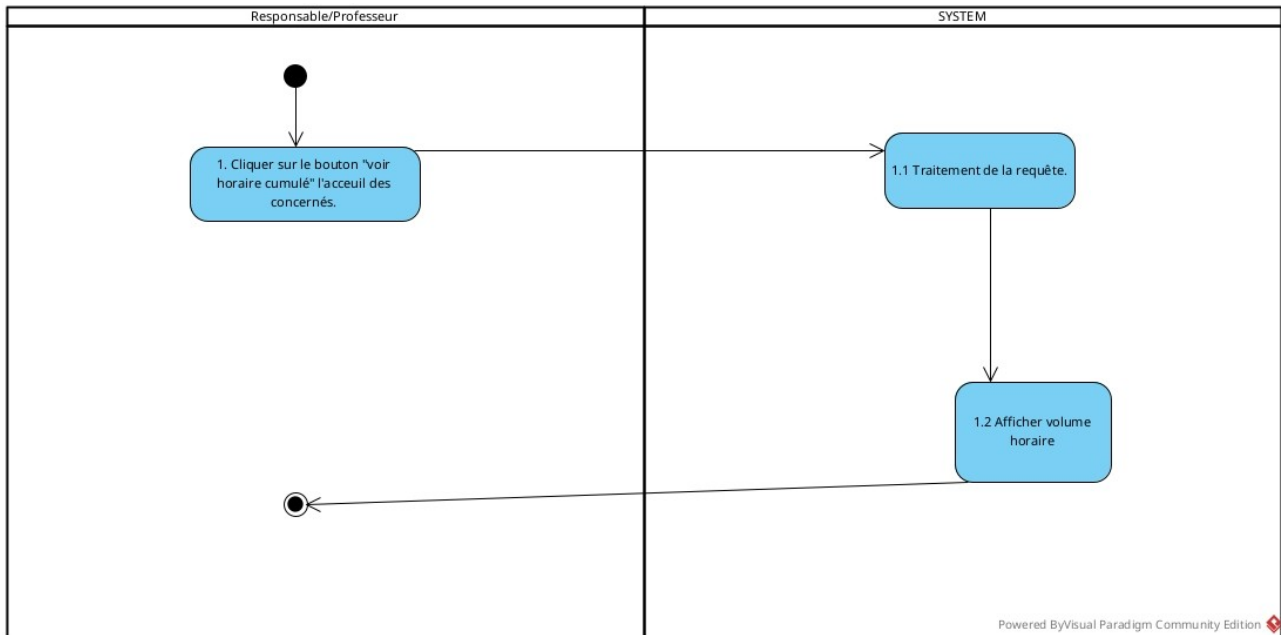 Responsable/Professeur
SYSTEM
1. Cliquer sur le bouton "voir
horaire cumulé" l'acceuil des
concernés.
1.1 Traitement de la requête.
1.2 Afficher volume
horaire
Powered ByVisual Paradigm Community Edition